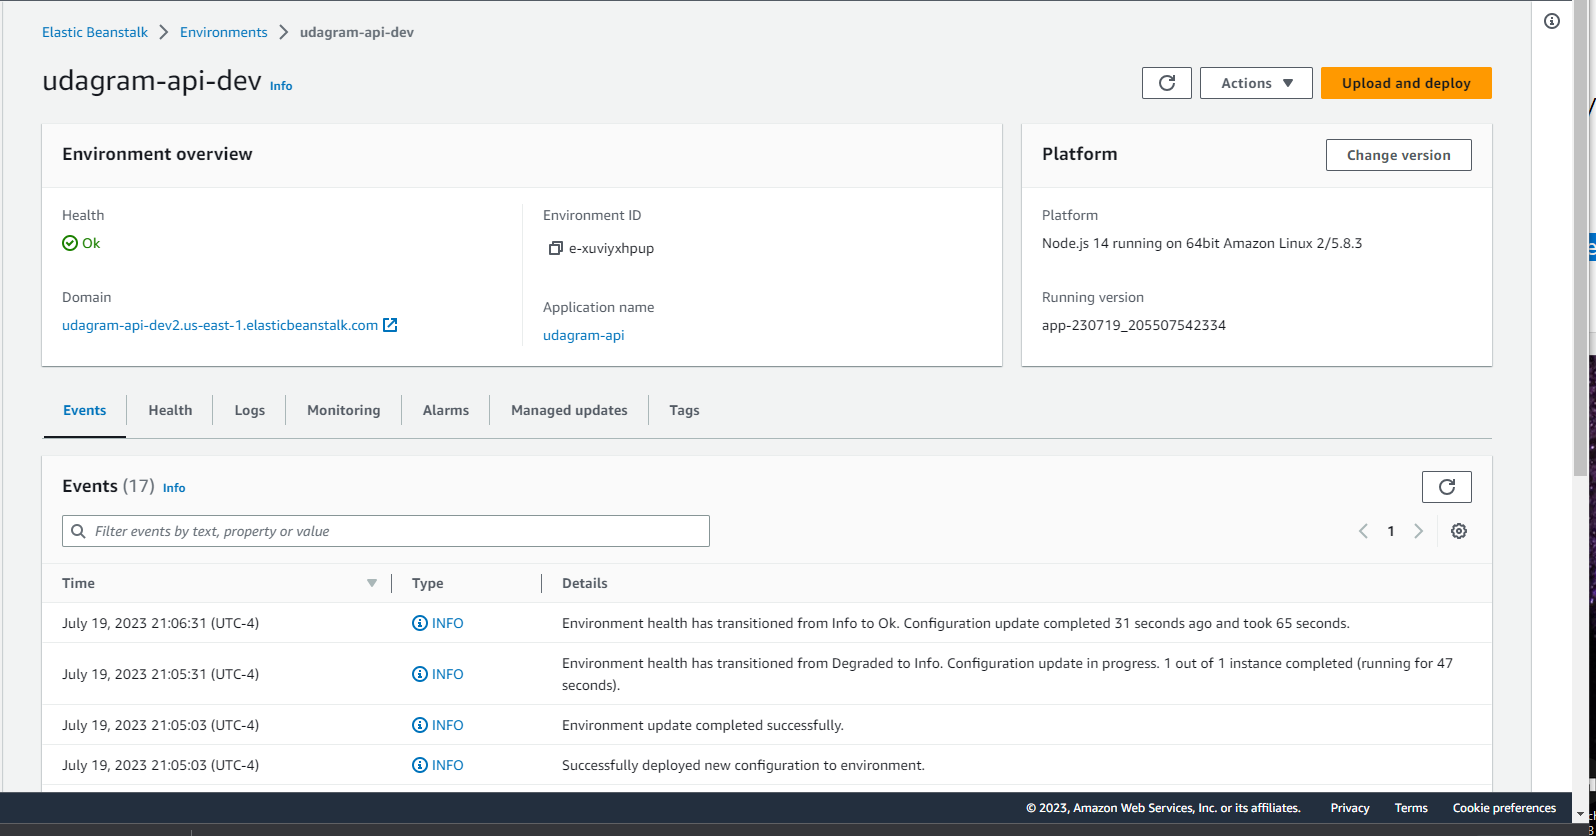 Elastic Beanstalk > Environments > udagram-api-dev
udagram-api-dev Info
Actions
Upload and deploy
Environment overview
Health
Ok
Domain
udagram-api-dev2.us-east-1.elasticbeanstalk.com
Environment ID
e-xuviyxhpup
Application name
udagram-api
Platform
Change version
Platform
Node.js 14 running on 64bit Amazon Linux 2/5.8.3
Running version
app-230719_205507542334
Events Health Logs Monitoring Alarms Managed updates Tags
Events (17) Info
Filter events by text, property or value
1
Time Type Details
July 19, 2023 21:06:31 (UTC-4) INFO Environment health has transitioned from Info to Ok. Configuration update completed 31 seconds ago and took 65 seconds.
July 19, 2023 21:05:31 (UTC-4) INFO Environment health has transitioned from Degraded to Info. Configuration update in progress. 1 out of 1 instance completed (running for 47
seconds).
July 19, 2023 21:05:03 (UTC-4) INFO Environment update completed successfully.
July 19, 2023 21:05:03 (UTC-4) INFO Successfully deployed new configuration to environment.
© 2023, Amazon Web Services, Inc. or its affiliates. Privacy Terms Cookie preferences